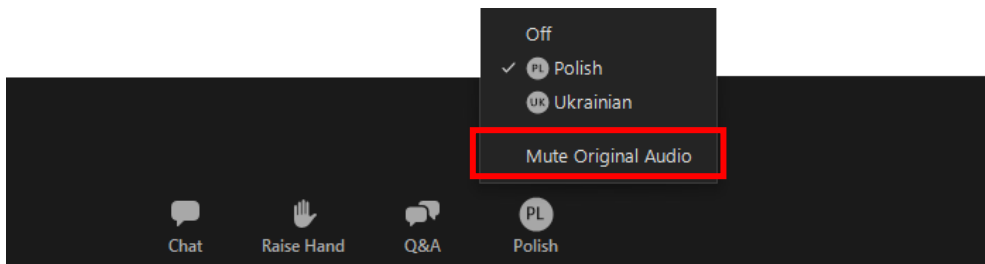 Off
PL Polish
UK Ukrainian
Mute Original Audio
PL
Chat Raise Hand Q&A Polish